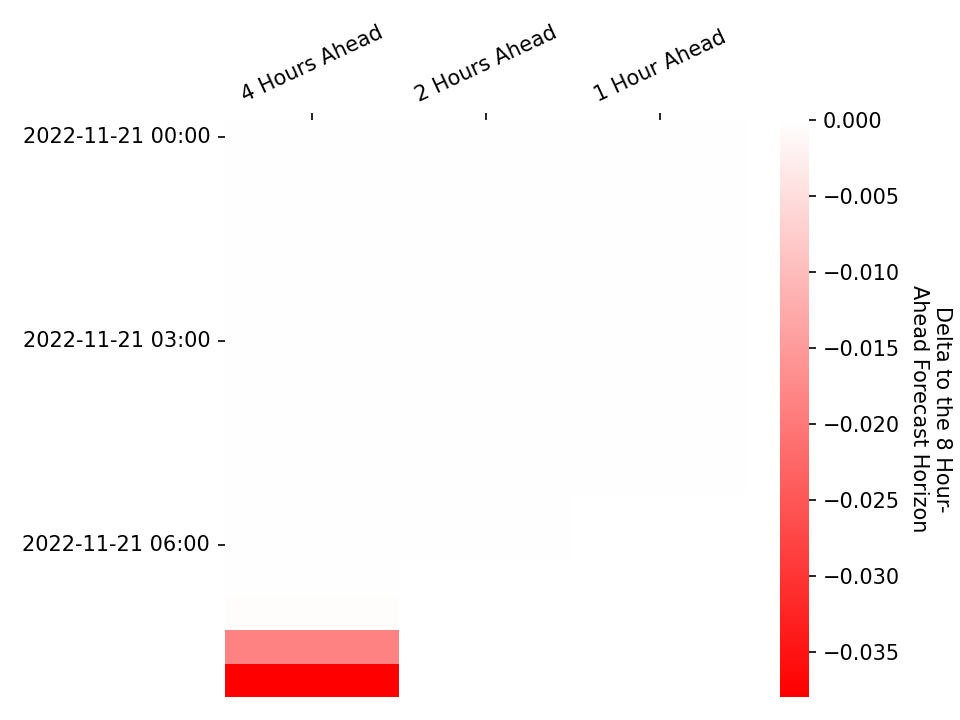 4 Hours Ahead
2 Hours Ahead
1 Hour Ahead
2022-11-21 00:00
2022-11-21 03:00
2022-11-21 06:00
0.000
−0.005
−0.010
−0.015
−0.020
−0.025
−0.030
−0.035
Delta to the 8 Hour-
Ahead Forecast Horizon